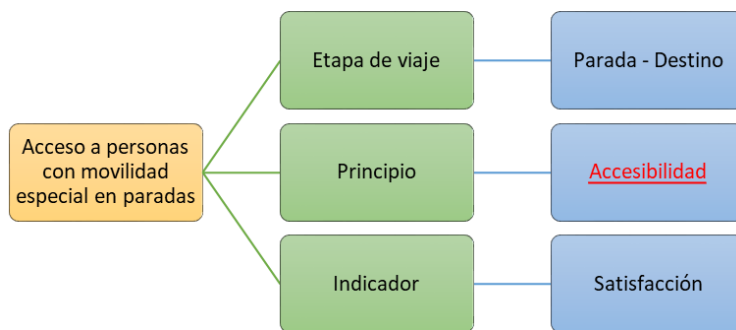 Etapa de viaje
Parada - Destino
Acceso a personas
con movilidad
especial en paradas
Principio
Accesibilidad
Indicador
Satisfacción